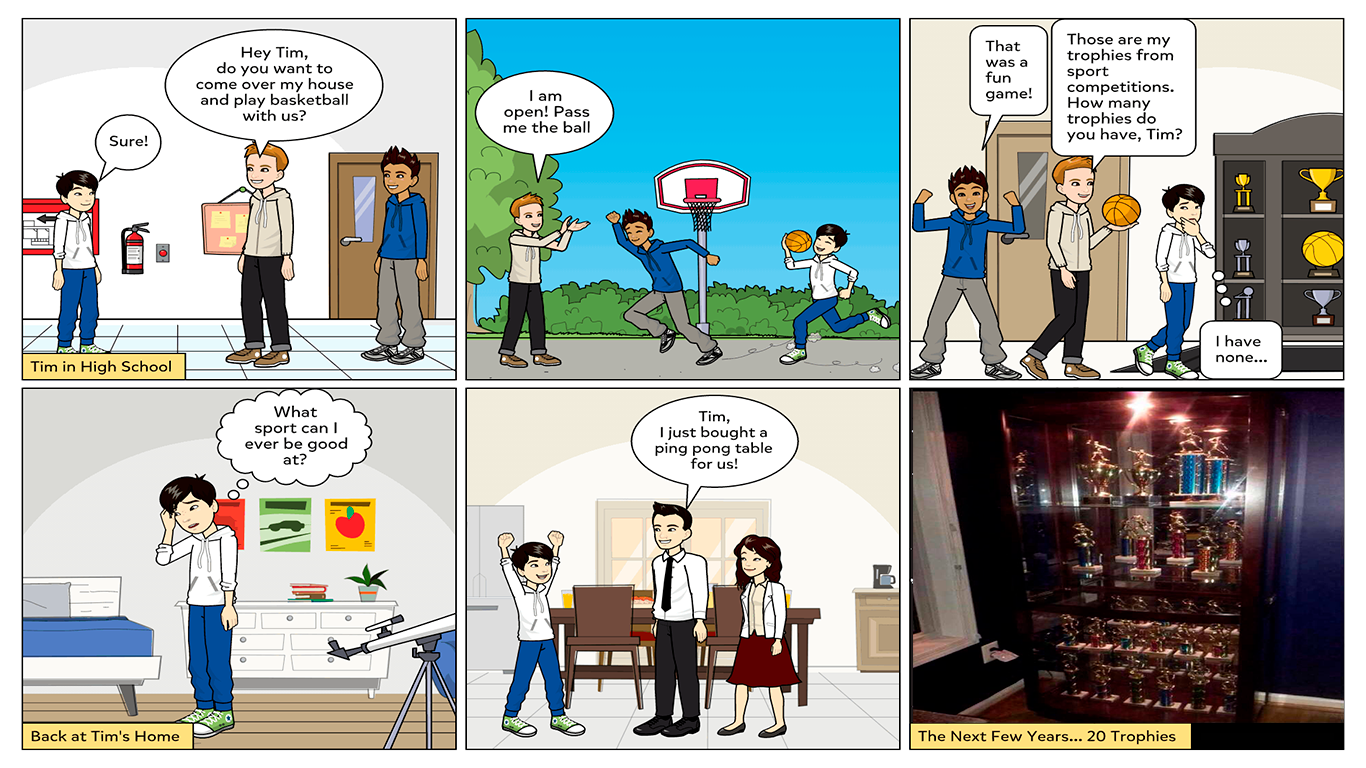 Hey Tim,
do you want to
come over my house
and play basketball
with us?
Sure!
Tim in High School
I am
open! Pass
me the ball
That
was a
fun
game!
Those are my
trophies from
sport
competitions.
How many
trophies do
you have, Tim?
I have
none...
What
sport can I
ever be good
at?
Back at Tim's Home
Tim,
I just bought a
ping pong table
for us!
The Next Few Years... 20 Trophies